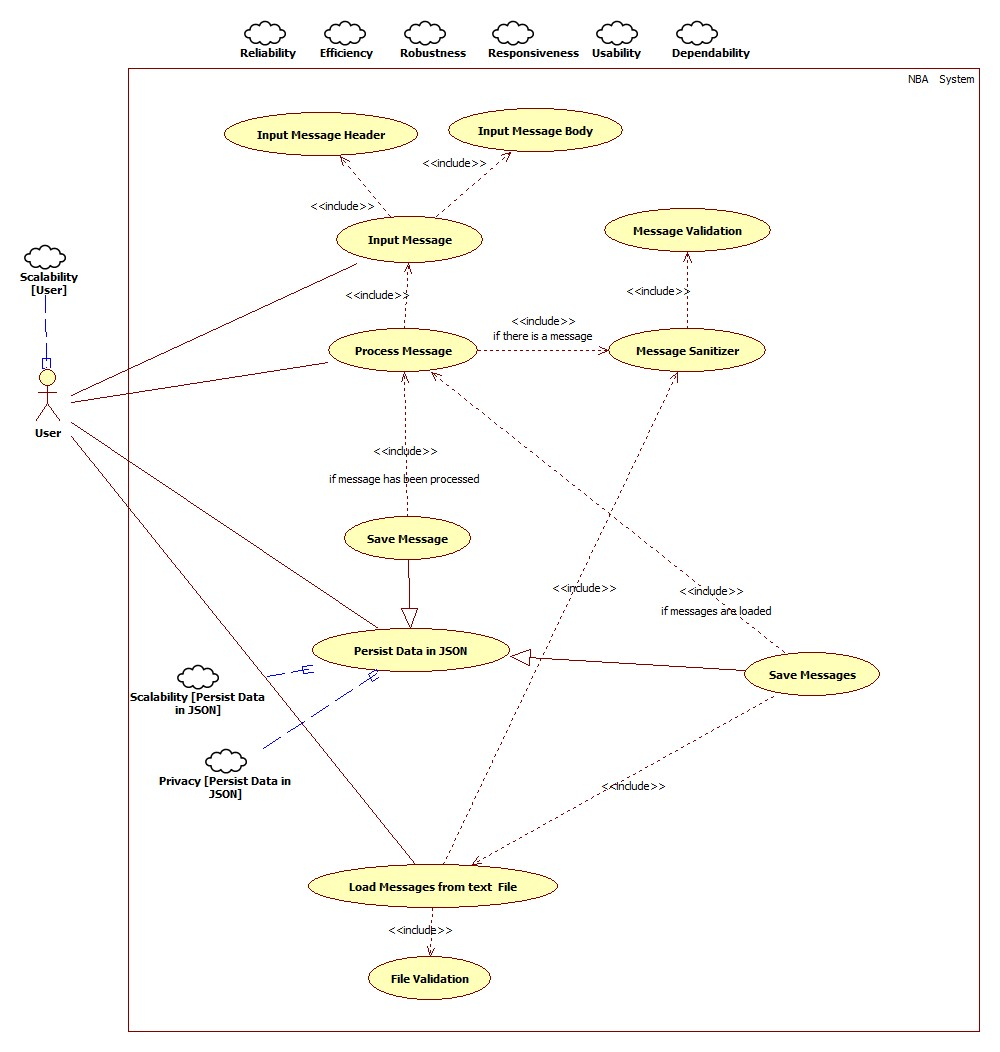 Reliability
Efficiency
Robustness
Responsiveness
Usability
Dependability
NBA System
Input Message Header
Input Message Body
<<include>>
<<include>>
Input Message
Message Validation
Scalability
[User]
<<include>>
<<include>>
<<include>>
if there is a message
Process Message
Message Sanitizer
User
<<include>>
if message has been processed
Save Message
<<include>>
<<include>>
if messages are loaded
Persist Data in JSON
Save Messages
Scalability [Persist Data
in JSON]
Privacy [Persist Data in
JSON]
<<include>>
Load Messages from text File
<<include>>
File Validation